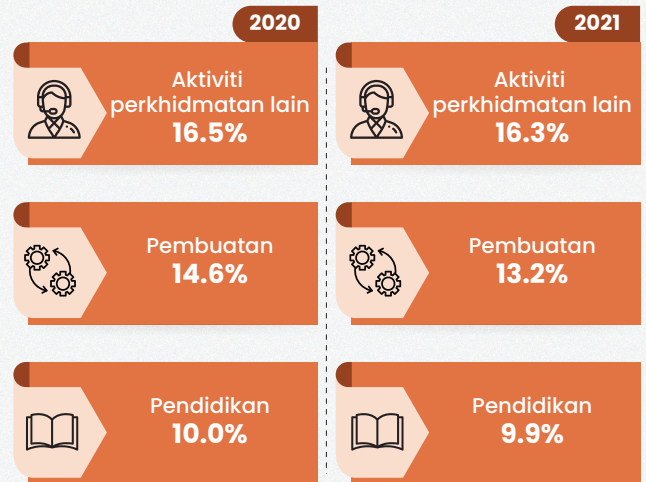 2020
Aktiviti
perkhidmatan lain
16.5%
Pembuatan
14.6%
Pendidikan
10.0%
2021
Aktiviti
perkhidmatan lain
16.3%
Pembuatan
13.2%
Pendidikan
9.9%